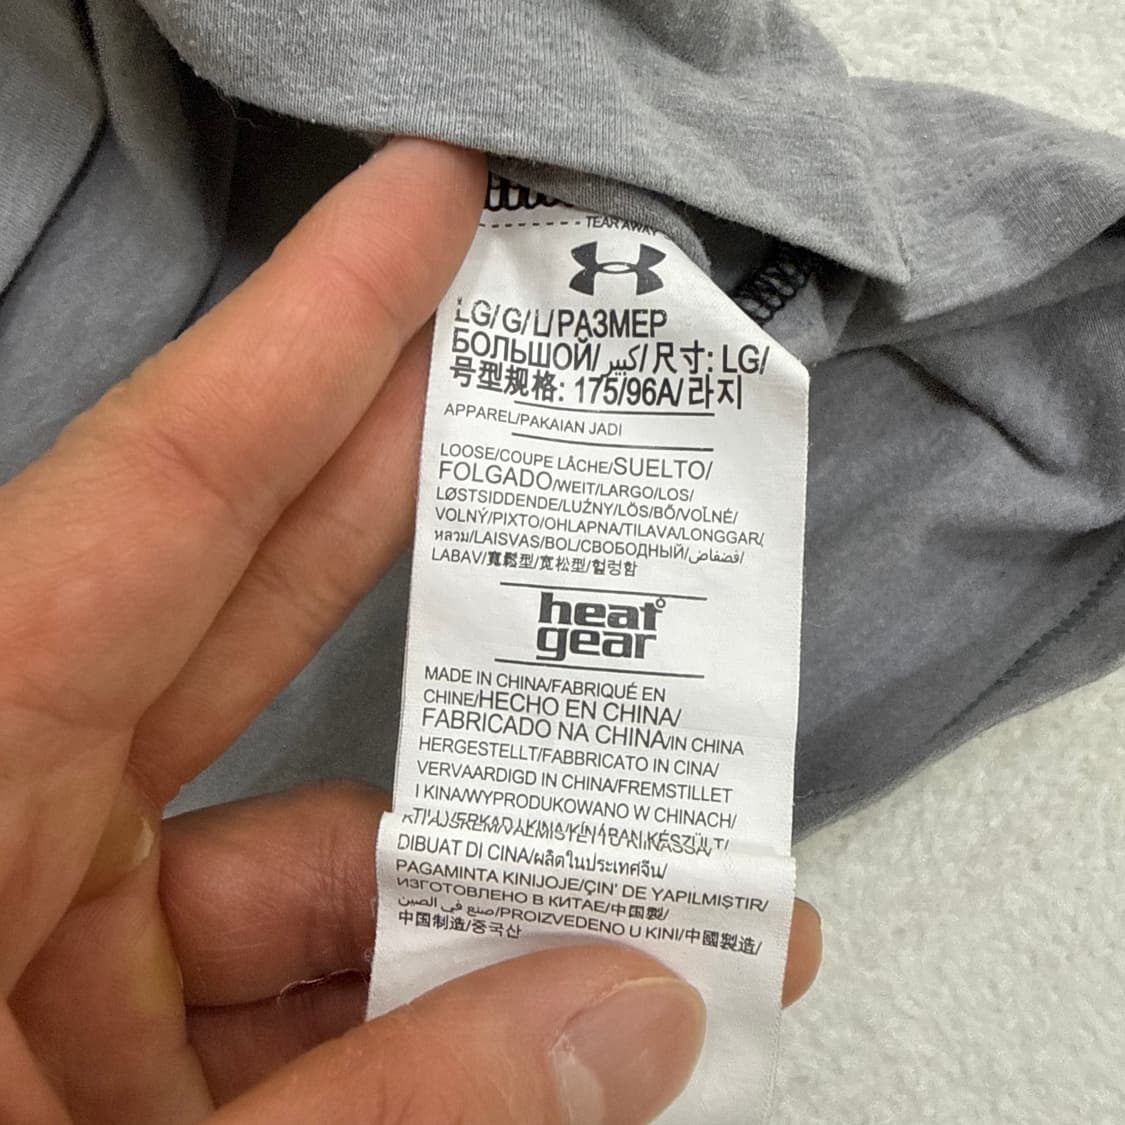 TEAR AWAY
LG/G/L/РАЗМЕР
БОЛЬШОЙ/كبير/尺寸: LG/
号型规格: 175/96A/라지
APPAREL/PAKAIAN JADI
LOOSE/COUPE LÂCHE/SUELTO/
FOLGADO/WEIT/LARGO/LOS/
LØSTSIDDENDE/LUŹNY/LÖS/BŐ/VOĽNÉ/
VOLNÝ/PIXTO/OHLAPNA/TILAVA/LONGGAR/
หลวม/LAISVAS/BOL/СВОБОДНЫЙ/فضفاض/
LABAV/寬鬆型/宽松型/헐렁함
heat
gear
MADE IN CHINA/FABRIQUÉ EN
CHINE/HECHO EN CHINA/
FABRICADO NA CHINA/IN CHINA
HERGESTELLT/FABBRICATO IN CINA/
VERVAARDIGD IN CHINA/FREMSTILLET
I KINA/WYPRODUKOWANO W CHINACH/
DIBUAT DI CINA/ผลิตในประเทศจีน/
PAGAMINTA KINIJOJE/ÇIN' DE YAPILMIŞTIR/
ИЗГОТОВЛЕНО В КИТАЕ/中国製/
صنع في الصين/PROIZVEDENO U KINI/中國製造/
中国制造/중국산